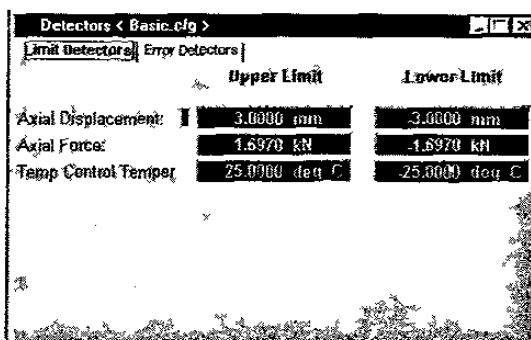 Detectors < Basic.cfg >
Limit Detectors Error Detectors
Upper Limit Lower Limit
Axial Displacement: 3.0000 mm -3.0000 mm
Axial Force: 1.6970 kN -1.6970 kN
Temp Control Temper 25.0000 deg C -25.0000 deg C